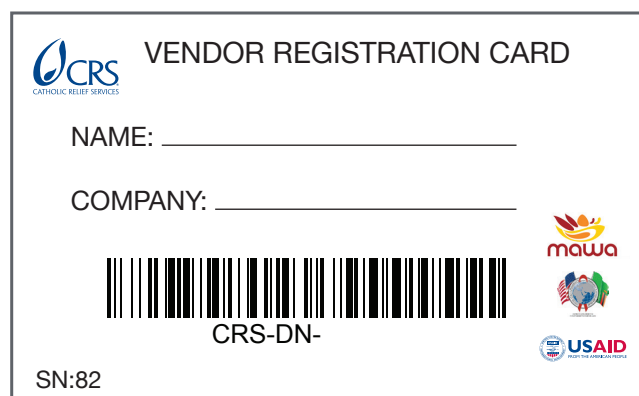 VENDOR REGISTRATION CARD
CRS
CATHOLIC RELIEF SERVICES
NAME:
COMPANY:
mawa
CRS-DN-
USAID
FROM THE AMERICAN PEOPLE
SN:82